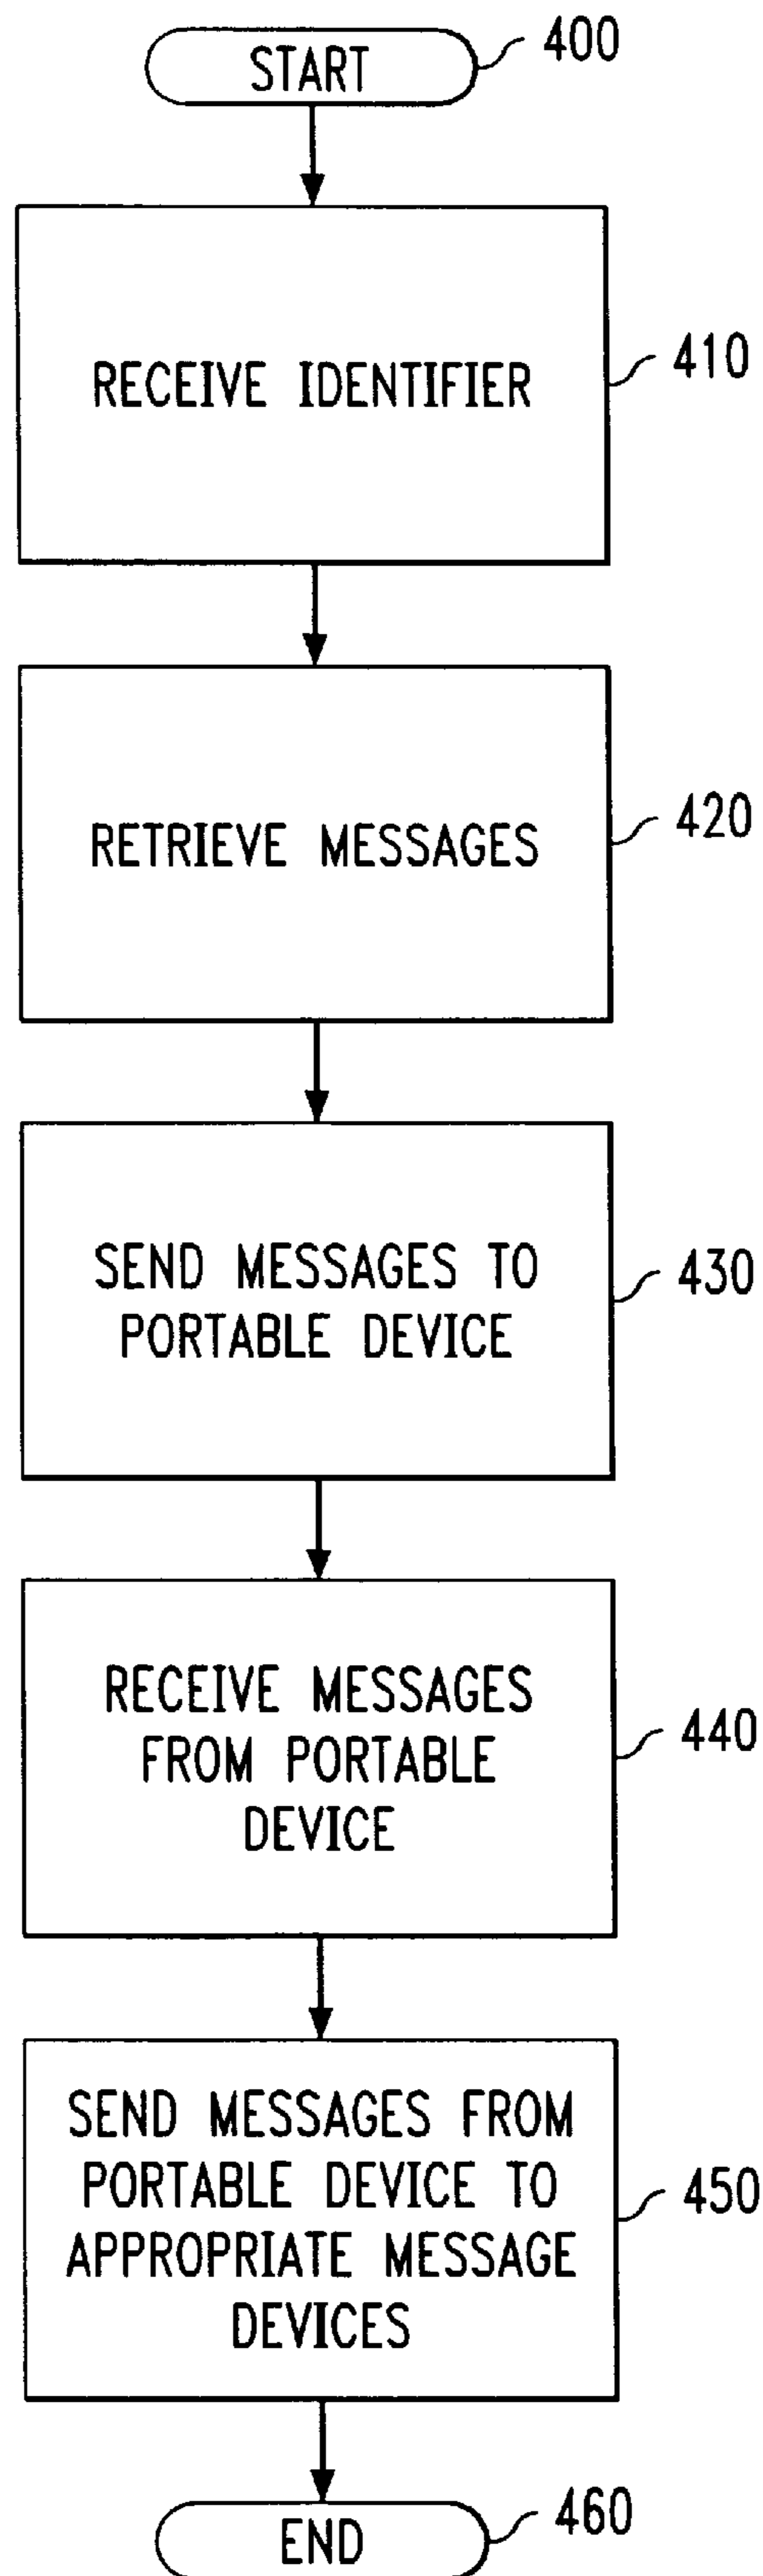 START
400
RECEIVE IDENTIFIER
410
RETRIEVE MESSAGES
420
SEND MESSAGES TO
PORTABLE DEVICE
430
RECEIVE MESSAGES
FROM PORTABLE
DEVICE
440
SEND MESSAGES FROM
PORTABLE DEVICE TO
APPROPRIATE MESSAGE
DEVICES
450
END
460